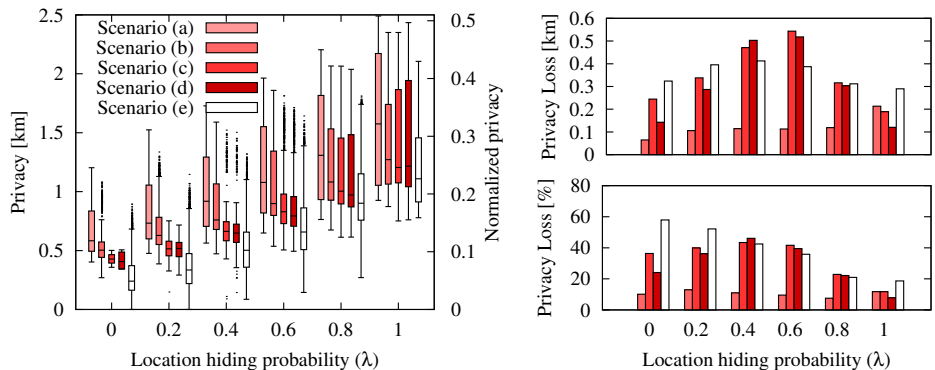 2.5
2
1.5
1
0.5
0
Privacy [km]
Scenario (a)
Scenario (b)
Scenario (c)
Scenario (d)
Scenario (e)
0.5
0.4
0.3
0.2
0.1
0
Normalized privacy
0 0.2 0.4 0.6 0.8 1
Location hiding probability (λ)
Privacy Loss [km]
0.6
0.5
0.4
0.3
0.2
0.1
0
Privacy Loss [%]
80
60
40
20
0
0 0.2 0.4 0.6 0.8 1
Location hiding probability (λ)